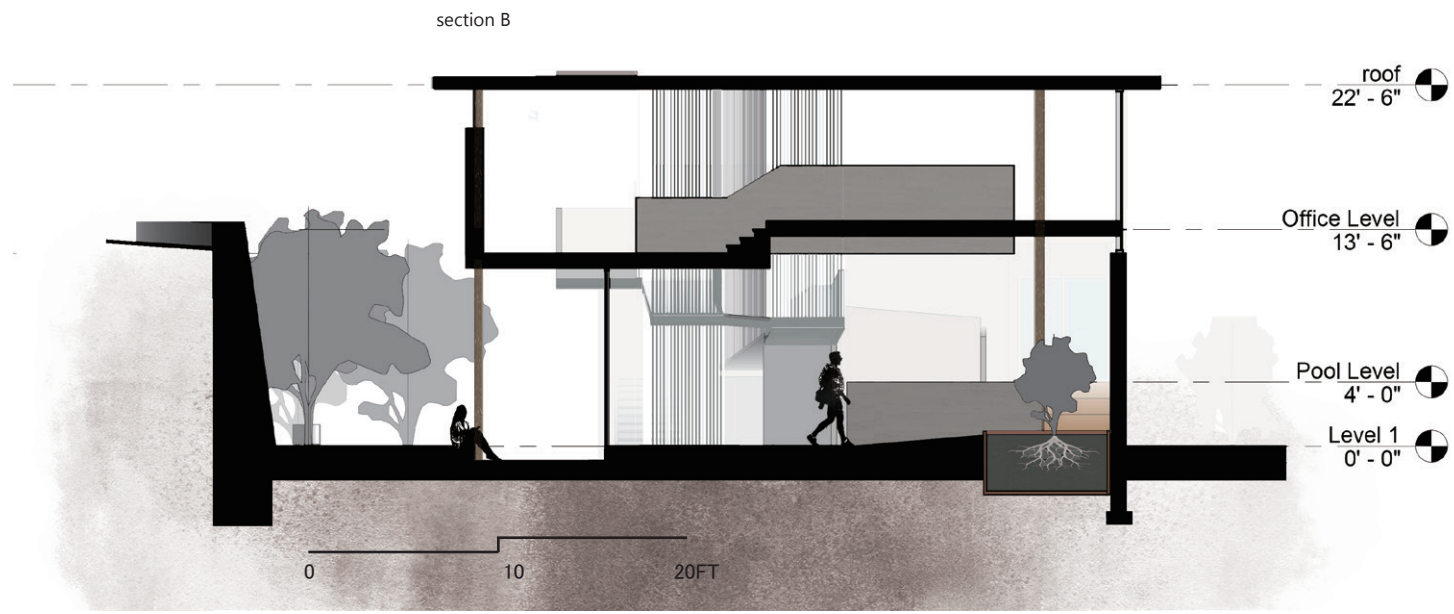 section B
roof
22' - 6"
Office Level
13' - 6"
Pool Level
4' - 0"
Level 1
0' - 0"
0 10 20FT